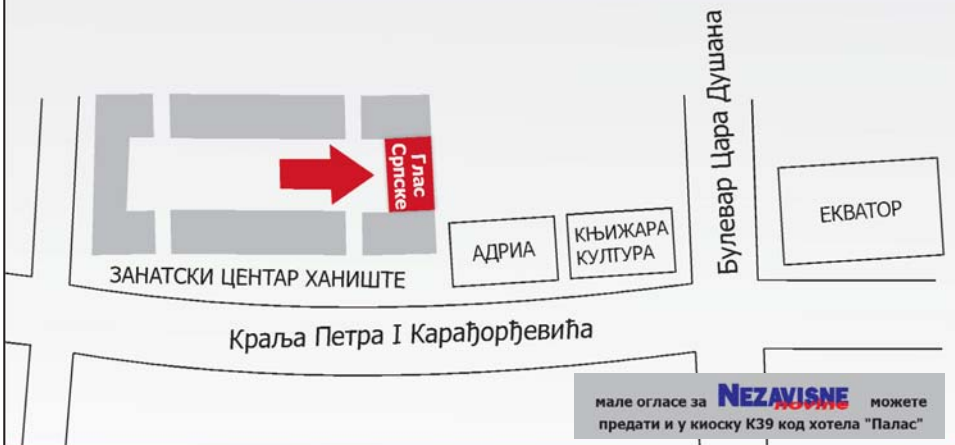 Глас
Српске
АДРИА
КЊИЖАРА
КУЛТУРА
Булевар Цара Душана
ЕКВАТОР
ЗАНАТСКИ ЦЕНТАР ХАНИШТЕ
Краља Петра I Карађорђевића
мале огласе за NEZAVISNE novine можете
предати и у киоску К39 код хотела "Палас"